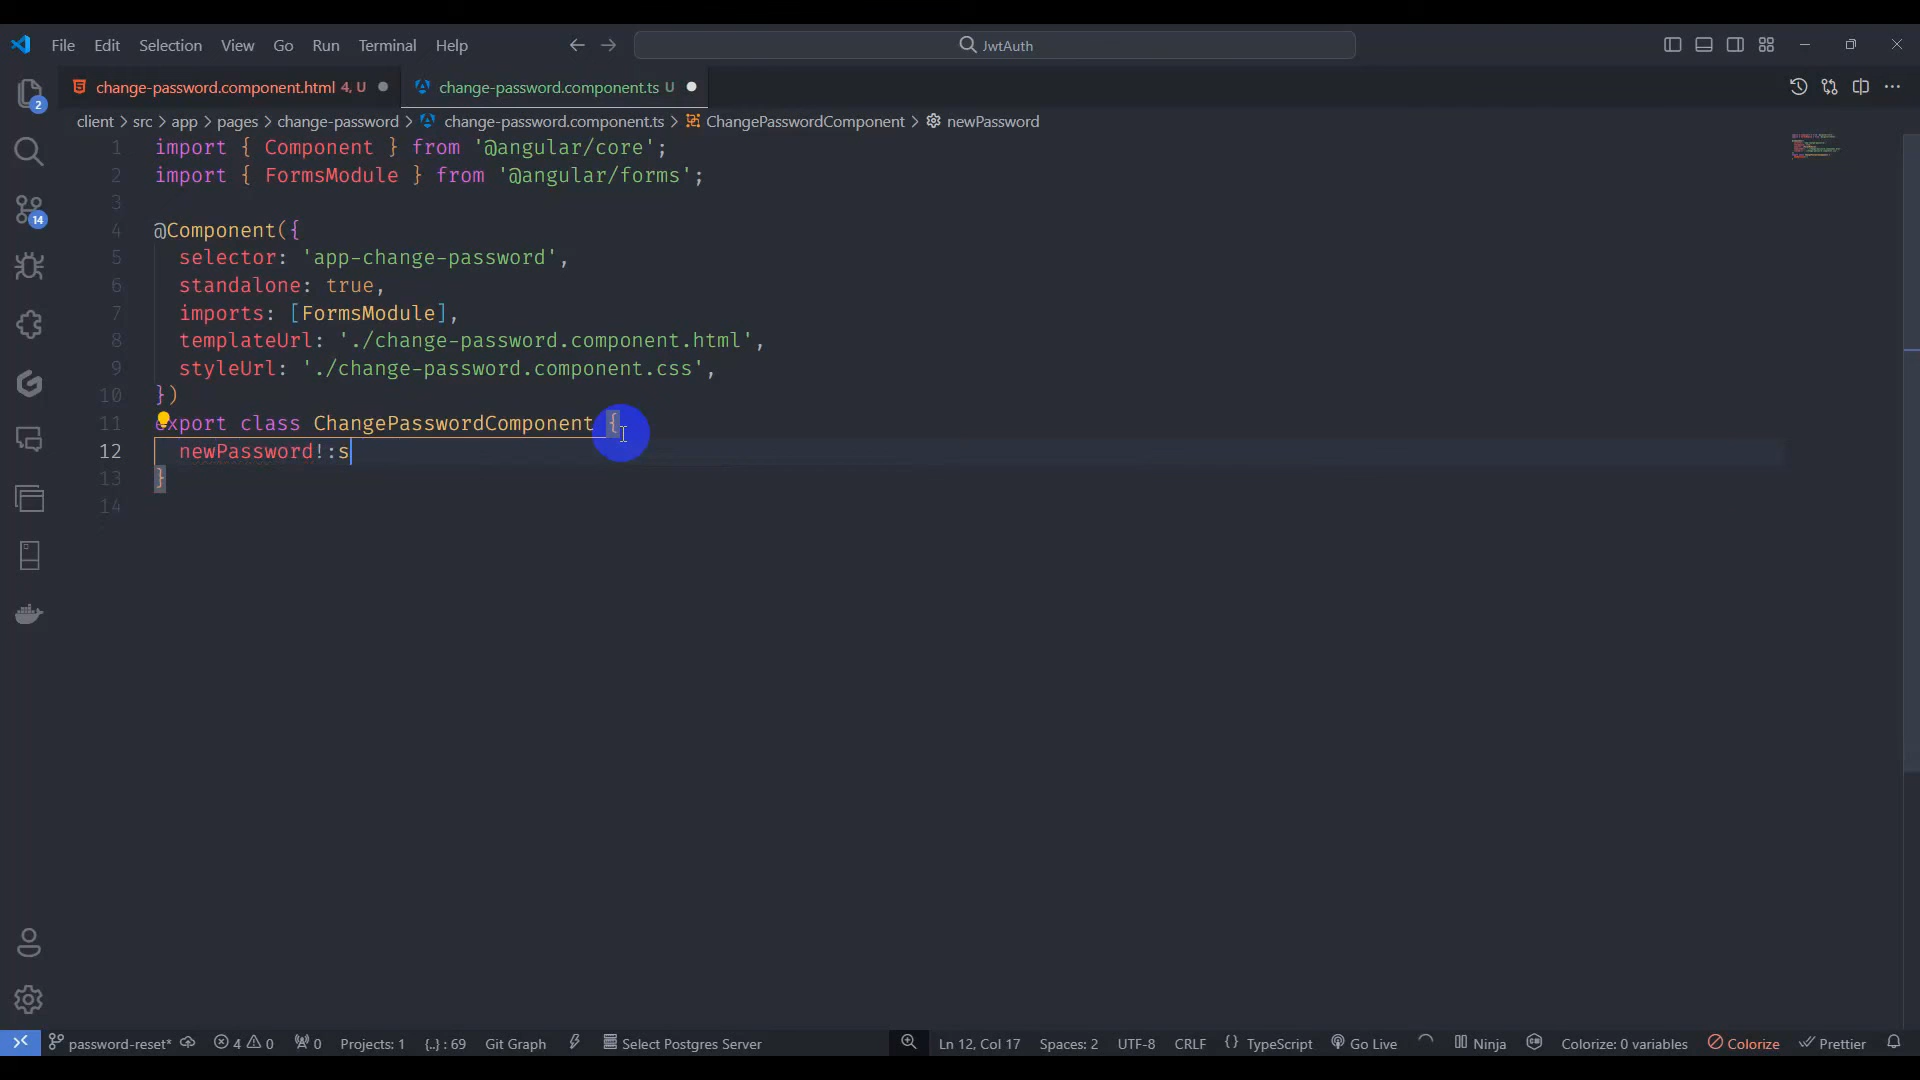 File Edit Selection View Go Run Terminal Help JwtAuth
change-password.component.html 4, U change-password.component.ts U
client > src > app > pages > change-password > change-password.component.ts > ChangePasswordComponent > newPassword
1 import { Component } from '@angular/core';
2 import { FormsModule } from '@angular/forms';
3
4 @Component({
5 selector: 'app-change-password',
6 standalone: true,
7 imports: [FormsModule],
8 templateUrl: './change-password.component.html',
9 styleUrl: './change-password.component.css',
10 })
11 export class ChangePasswordComponent {
12 newPassword!:s
13 }
14
2
14
password-reset* 4 0 0 Projects: 1 {..} : 69 Git Graph Select Postgres Server Ln 12, Col 17 Spaces: 2 UTF-8 CRLF {} TypeScript Go Live Ninja Colorize: 0 variables Colorize Prettier